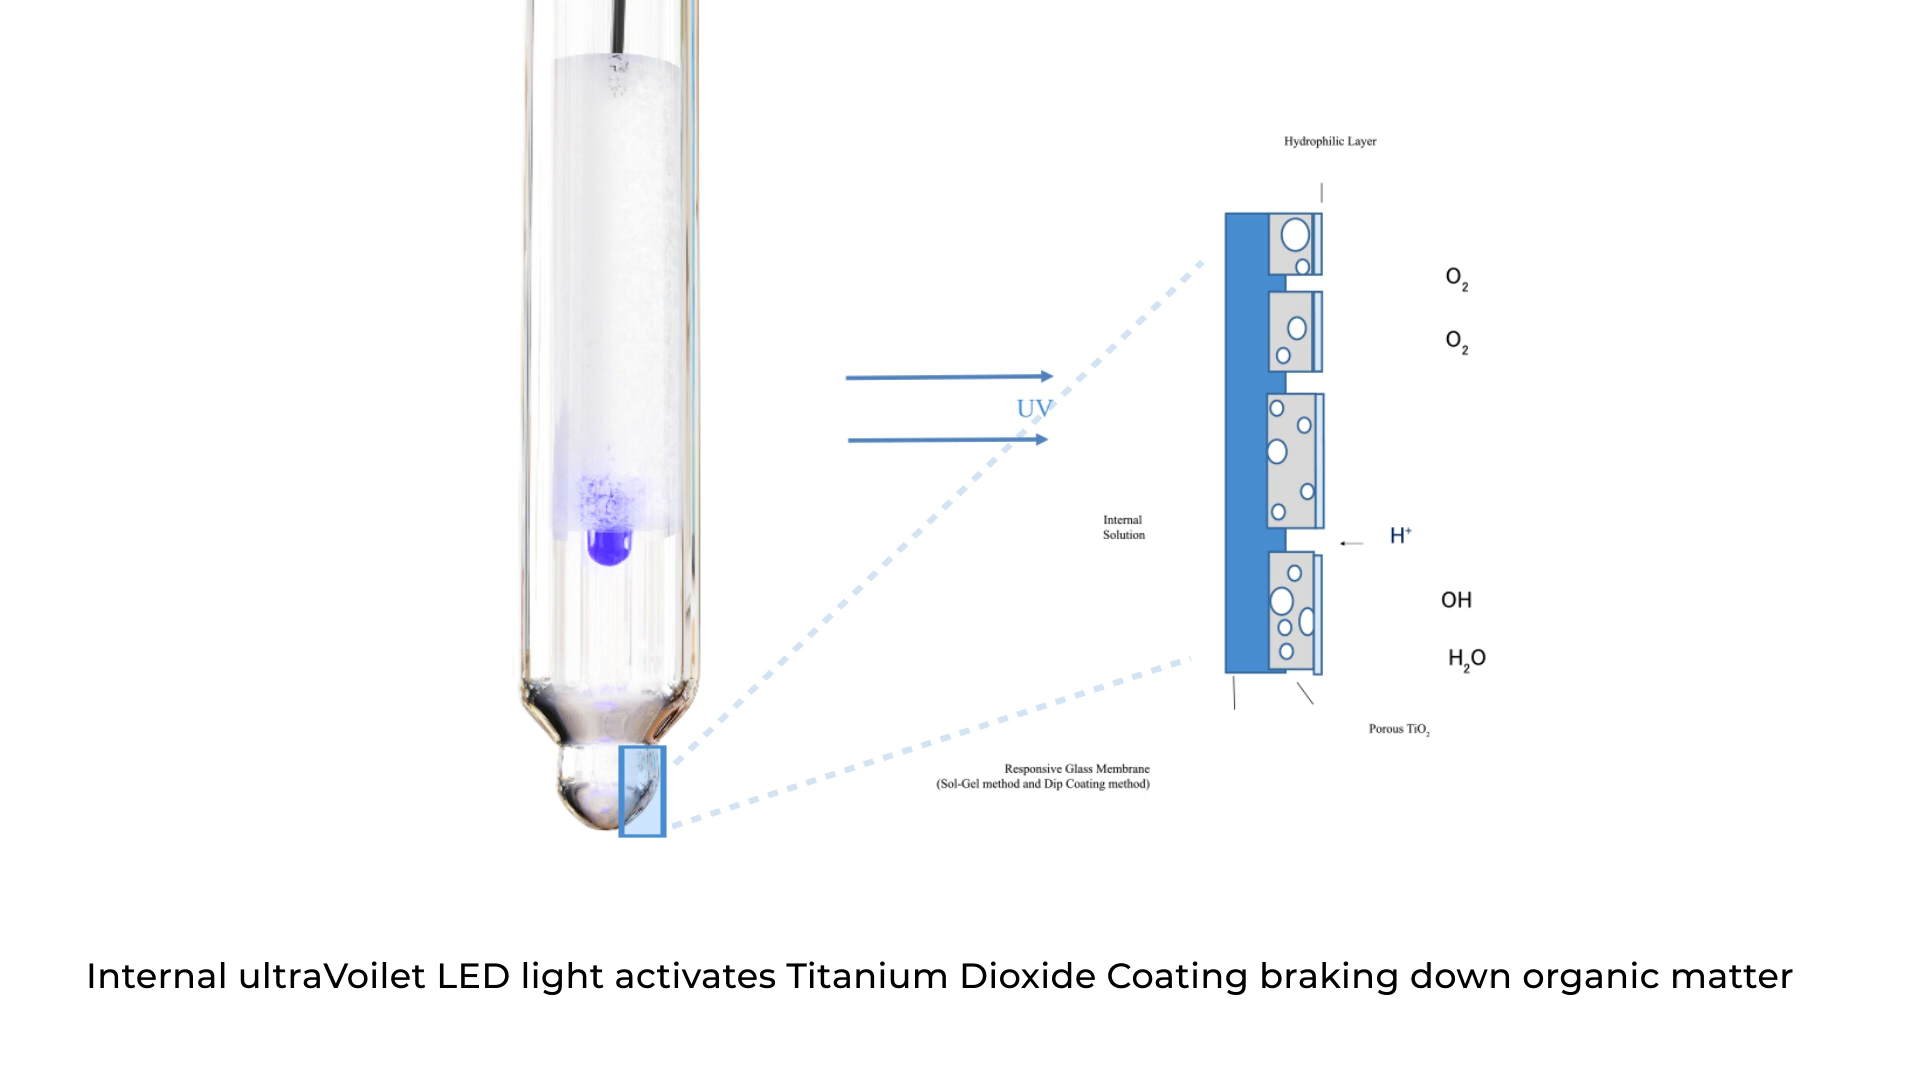 Hydrophilic Layer
O₂
O₂
UV
Internal
Solution
H⁺
OH
H₂O
Porous TiO₂
Responsive Glass Membrane
(Sol-Gel method and Dip Coating method)
Internal ultraVoilet LED light activates Titanium Dioxide Coating braking down organic matter